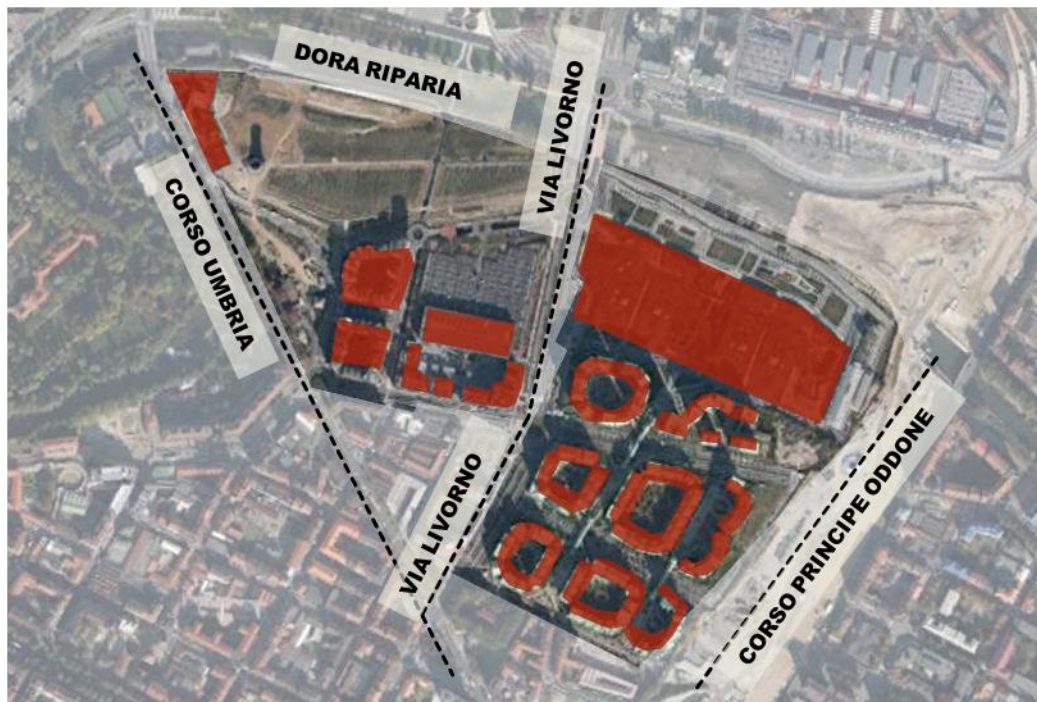 DORA RIPARIA
VIA LIVORNO
CORSO UMBRIA
VIA LIVORNO
CORSO PRINCIPE ODDONE